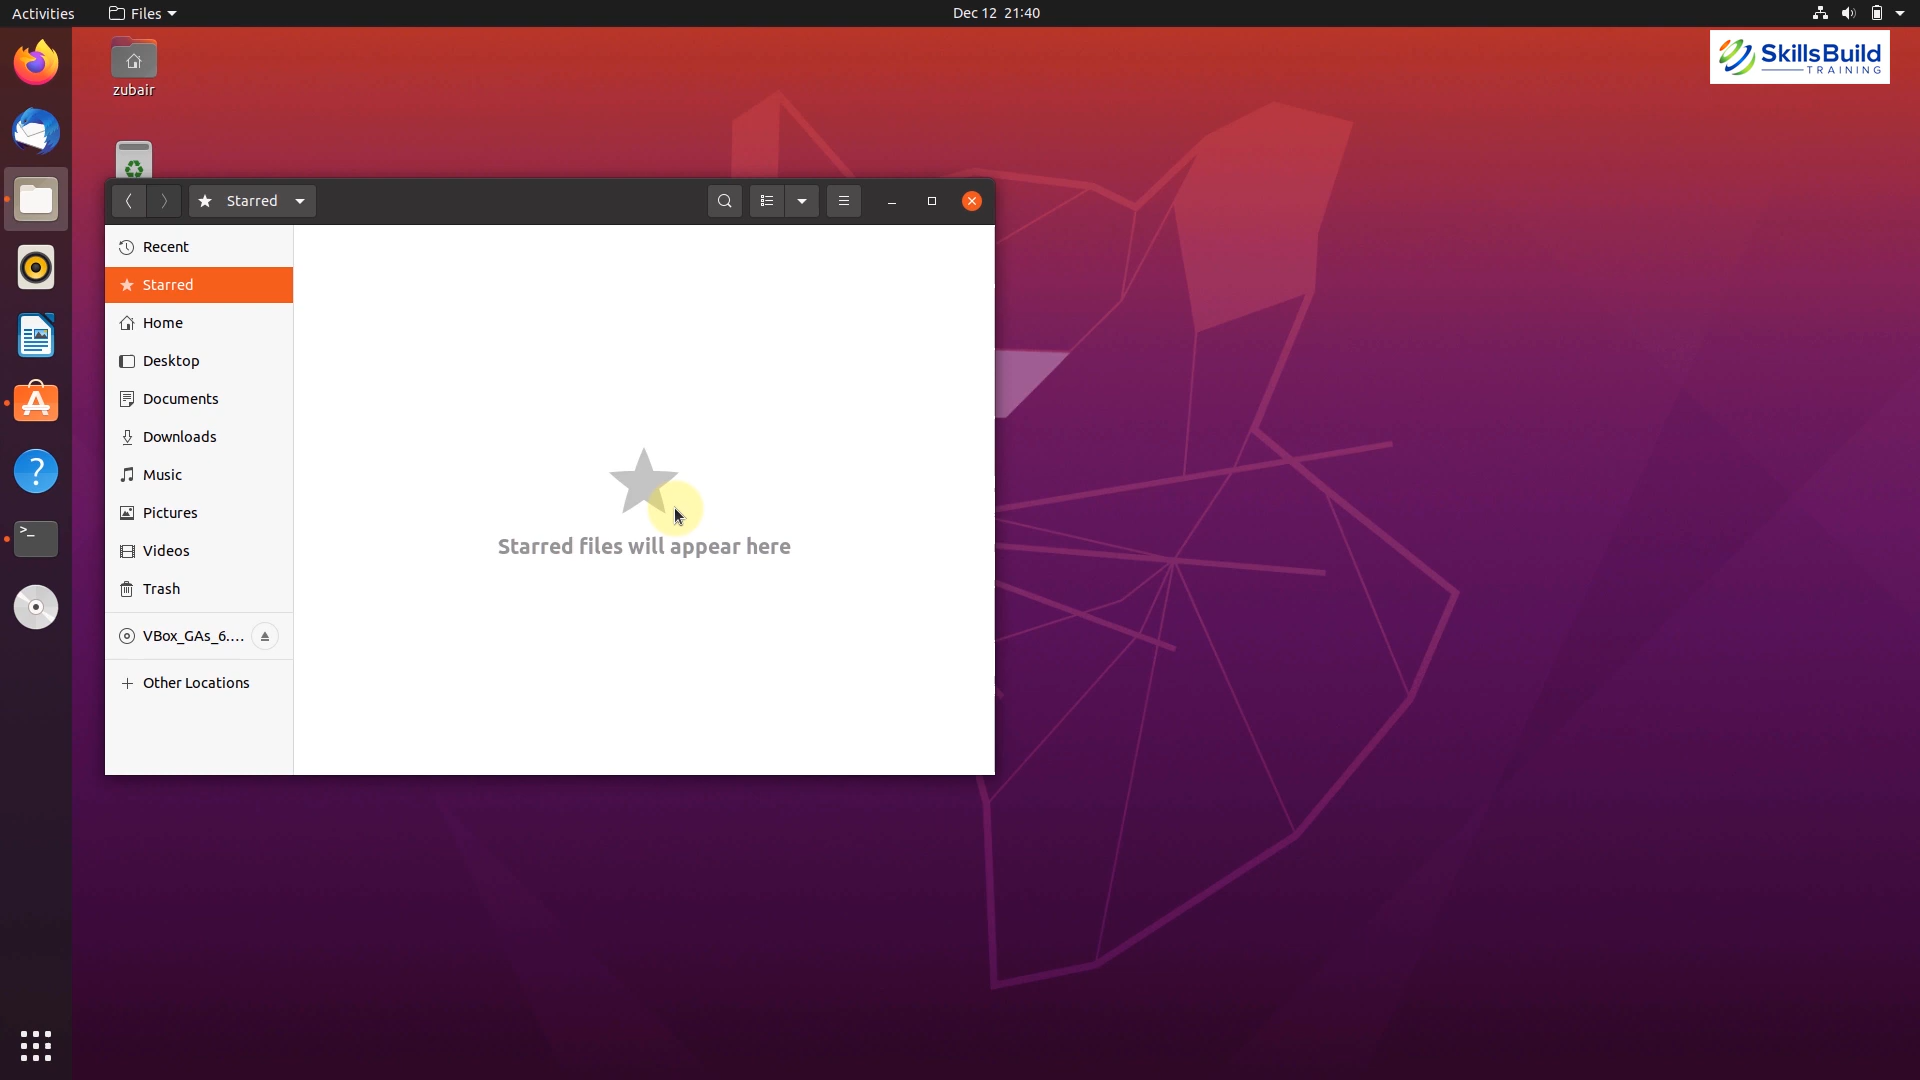 Activities
Files
Dec 12 21:40
SkillsBuild
TRAINING
zubair
Starred
Recent
Starred
Home
Desktop
Documents
Downloads
Music
Pictures
Videos
Trash
VBox_GAs_6....
Other Locations
Starred files will appear here